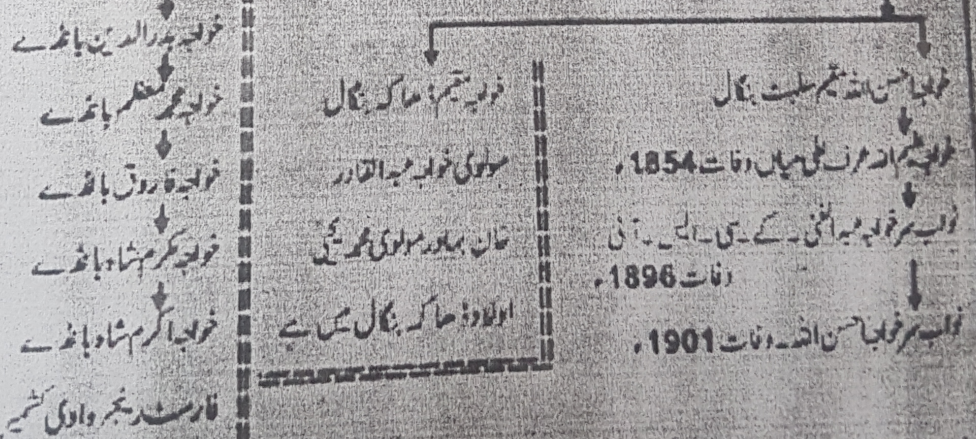 خواجہ احسن اللہ مقیم سلہٹ بنگال
خواجہ علیم اللہ عرف علی میاں وفات 1854ء
نواب سر خواجہ عبدالغنی۔ کے۔ سی۔ ایس۔ آئی
وفات 1896ء
نواب سر خواجہ احسن اللہ۔ وفات 1901ء
خواجہ مقیم ڈھاکہ بنگال
مولوی خواجہ عبدالقادر
خان بہادر مولوی محمد یحییٰ
اولاد ڈھاکہ بنگال میں ہے
خواجہ بدرالدین بانڈے
خواجہ محمد معظم بانڈے
خواجہ فاروق بانڈے
خواجہ مکرم شاہ بانڈے
خواجہ اکرم شاہ بانڈے
فارسٹ رینجر وادی کشمیر